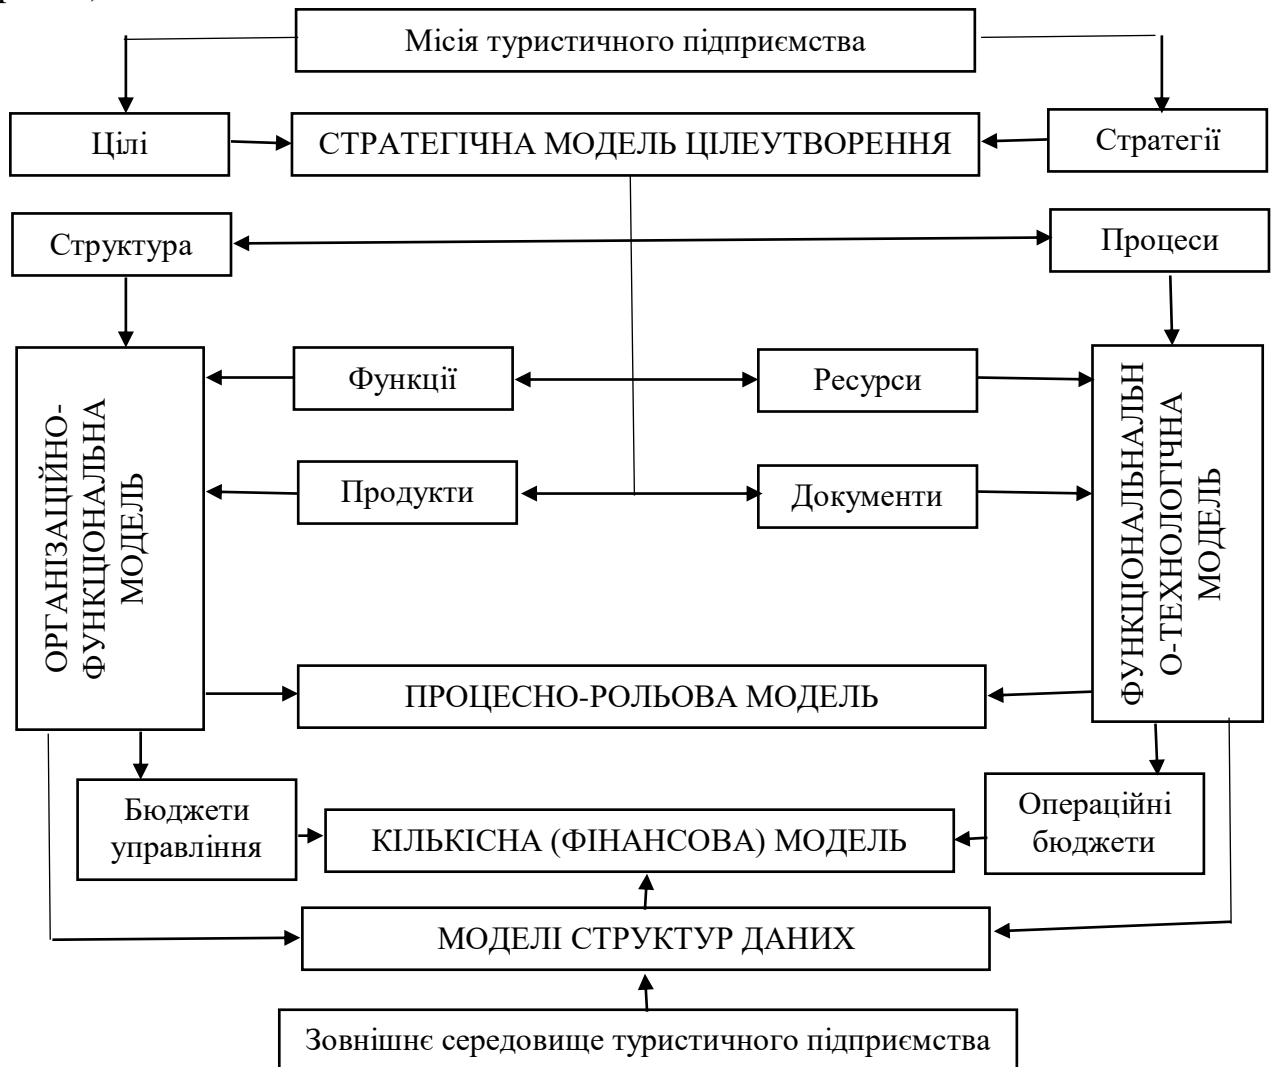 Місія туристичного підприємства
Цілі
СТРАТЕГІЧНА МОДЕЛЬ ЦІЛЕУТВОРЕННЯ
Стратегії
Структура
Процеси
Функції
Ресурси
Продукти
Документи
ОРГАНІЗАЦІЙНО-
ФУНКЦІОНАЛЬНА
МОДЕЛЬ
ФУНКЦІОНАЛЬНАЛЬН
О-ТЕХНОЛОГІЧНА
МОДЕЛЬ
ПРОЦЕСНО-РОЛЬОВА МОДЕЛЬ
Бюджети
управління
КІЛЬКІСНА (ФІНАНСОВА) МОДЕЛЬ
Операційні
бюджети
МОДЕЛІ СТРУКТУР ДАНИХ
Зовнішнє середовище туристичного підприємства